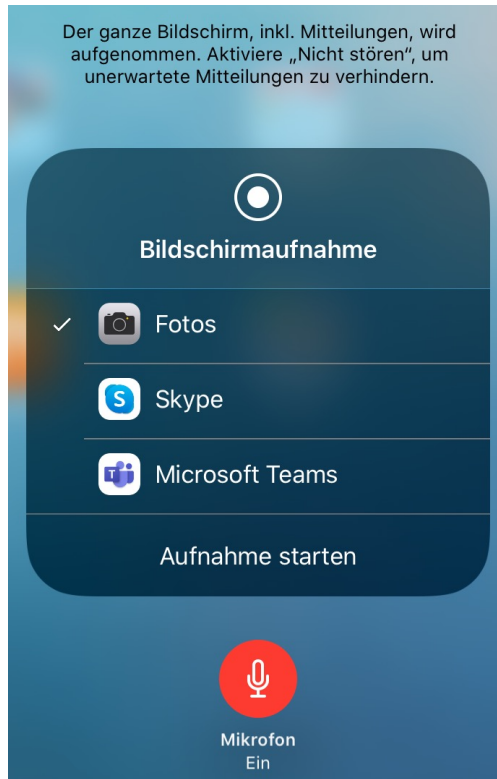 Der ganze Bildschirm, inkl. Mitteilungen, wird
aufgenommen. Aktiviere „Nicht stören“, um
unerwartete Mitteilungen zu verhindern.
Bildschirmaufnahme
Fotos
Skype
Microsoft Teams
Aufnahme starten
Mikrofon
Ein